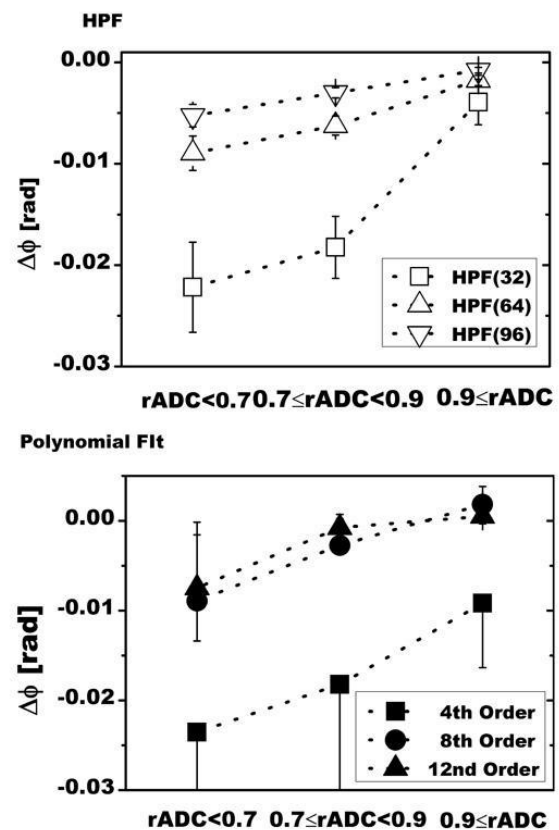 HPF
0.00
-0.01
-0.02
-0.03
Δϕ [rad]
HPF(32)
HPF(64)
HPF(96)
rADC<0.7 0.7≤rADC<0.9 0.9≤rADC
Polynomial FIt
0.00
-0.01
-0.02
-0.03
Δϕ [rad]
4th Order
8th Order
12nd Order
rADC<0.7 0.7≤rADC<0.9 0.9≤rADC